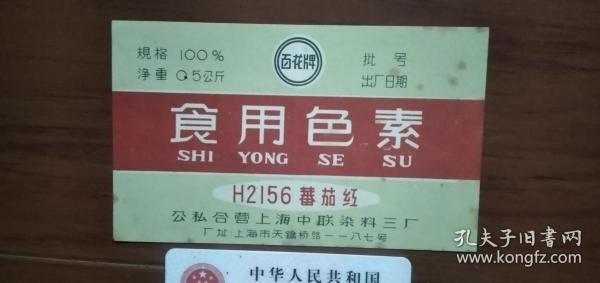 規格 100%
淨重 0.5公斤
百花牌
批号
出厂日期
食用色素
SHI YONG SE SU
H2156 蕃茄红
公私合营上海中联染料三厂
厂址上海市天鑰桥路一一八七号
中华人民共和国
孔夫子旧书网
www.kongfz.com